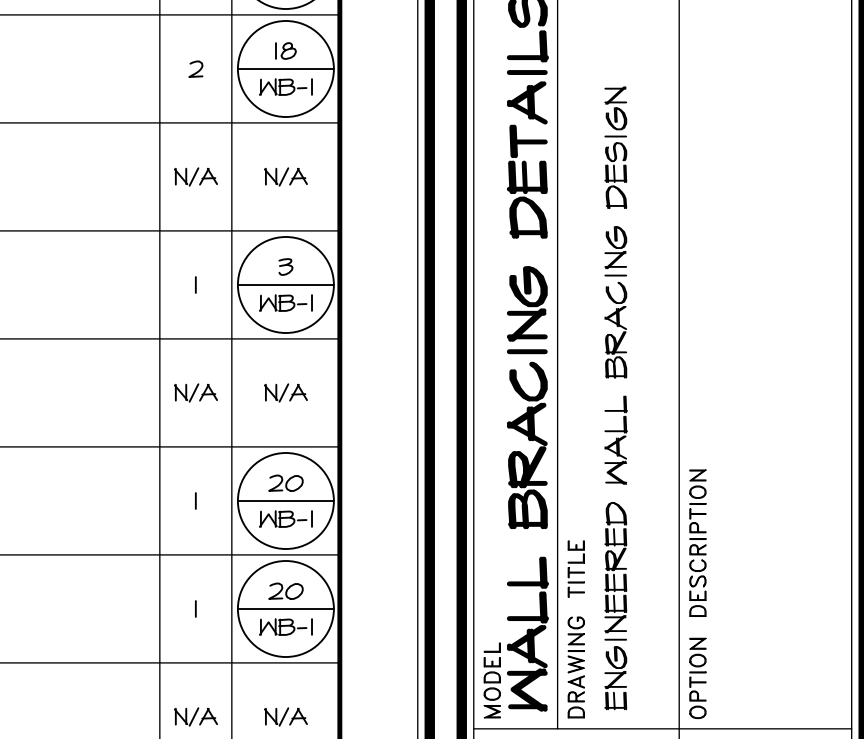 18
2 WB-1
N/A N/A
3
1 WB-1
N/A N/A
20
1 WB-1
20
1 WB-1
N/A N/A
MODEL
WALL BRACING DETAILS
DRAWING TITLE
ENGINEERED WALL BRACING DESIGN
OPTION DESCRIPTION